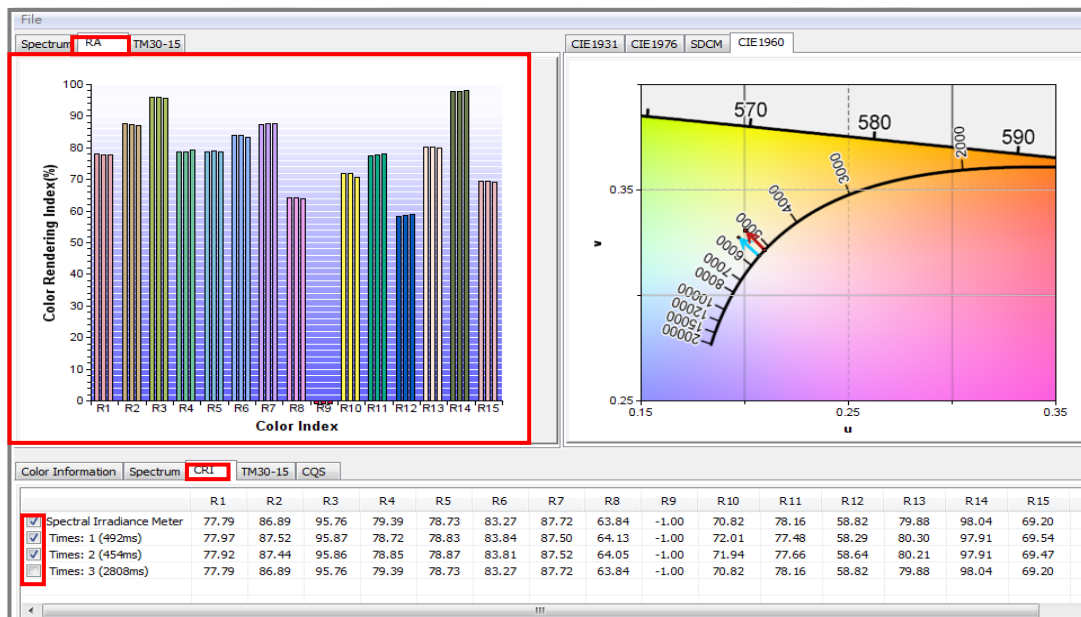 File
Spectrum RA TM30-15
CIE1931 CIE1976 SDCM CIE1960
Color Rendering Index(%)
100
90
80
70
60
50
40
30
20
10
0
R1 R2 R3 R4 R5 R6 R7 R8 R9 R10 R11 R12 R13 R14 R15
Color Index
570
580
590
2000
3000
4000
5000
6000
7000
8000
10000
12000
15000
20000
v
0.35
0.25
0.15 0.25 0.35
u
Color Information Spectrum CRI TM30-15 CQS
R1 R2 R3 R4 R5 R6 R7 R8 R9 R10 R11 R12 R13 R14 R15
Spectral Irradiance Meter 77.79 86.89 95.76 79.39 78.73 83.27 87.72 63.84 -1.00 70.82 78.16 58.82 79.88 98.04 69.20
Times: 1 (492ms) 77.97 87.52 95.87 78.72 78.83 83.84 87.50 64.13 -1.00 72.01 77.48 58.29 80.30 97.91 69.54
Times: 2 (454ms) 77.92 87.44 95.86 78.85 78.87 83.81 87.52 64.05 -1.00 71.94 77.66 58.64 80.21 97.91 69.47
Times: 3 (2808ms) 77.79 86.89 95.76 79.39 78.73 83.27 87.72 63.84 -1.00 70.82 78.16 58.82 79.88 98.04 69.20